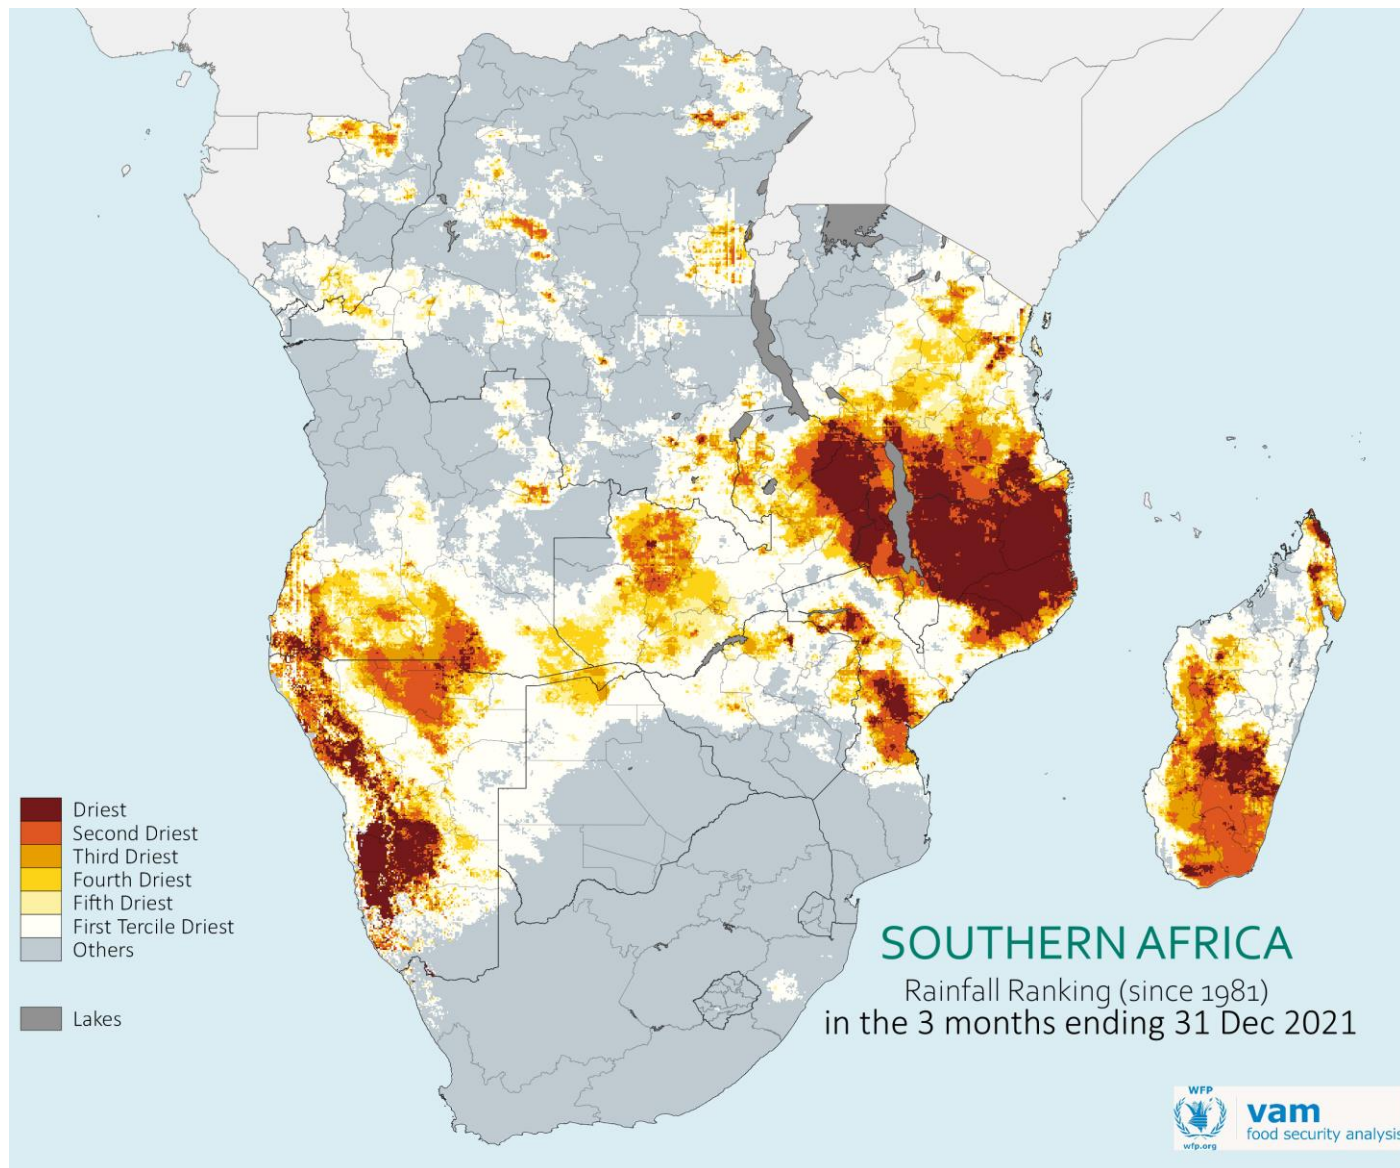 Driest
Second Driest
Third Driest
Fourth Driest
Fifth Driest
First Tercile Driest
Others
Lakes
SOUTHERN AFRICA
Rainfall Ranking (since 1981)
in the 3 months ending 31 Dec 2021
WFP
wfp.org
vam
food security analysis